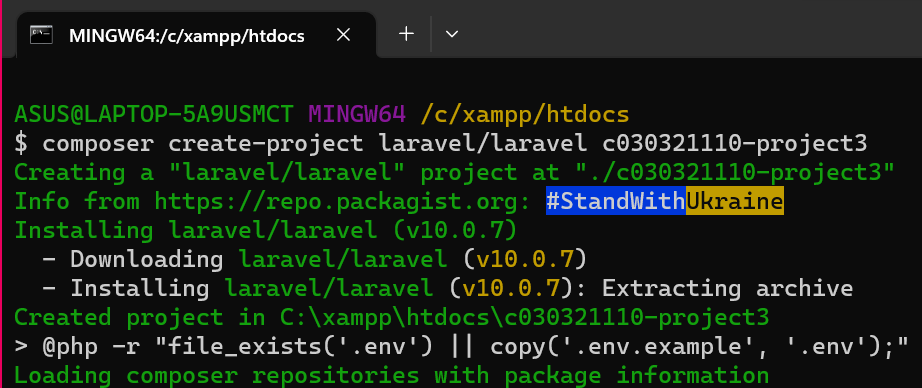 MINGW64:/c/xampp/htdocs
ASUS@LAPTOP-5A9USMCT MINGW64 /c/xampp/htdocs
$ composer create-project laravel/laravel c030321110-project3
Creating a "laravel/laravel" project at "./c030321110-project3"
Info from https://repo.packagist.org: #StandWithUkraine
Installing laravel/laravel (v10.0.7)
  - Downloading laravel/laravel (v10.0.7)
  - Installing laravel/laravel (v10.0.7): Extracting archive
Created project in C:\xampp\htdocs\c030321110-project3
> @php -r "file_exists('.env') || copy('.env.example', '.env');"
Loading composer repositories with package information